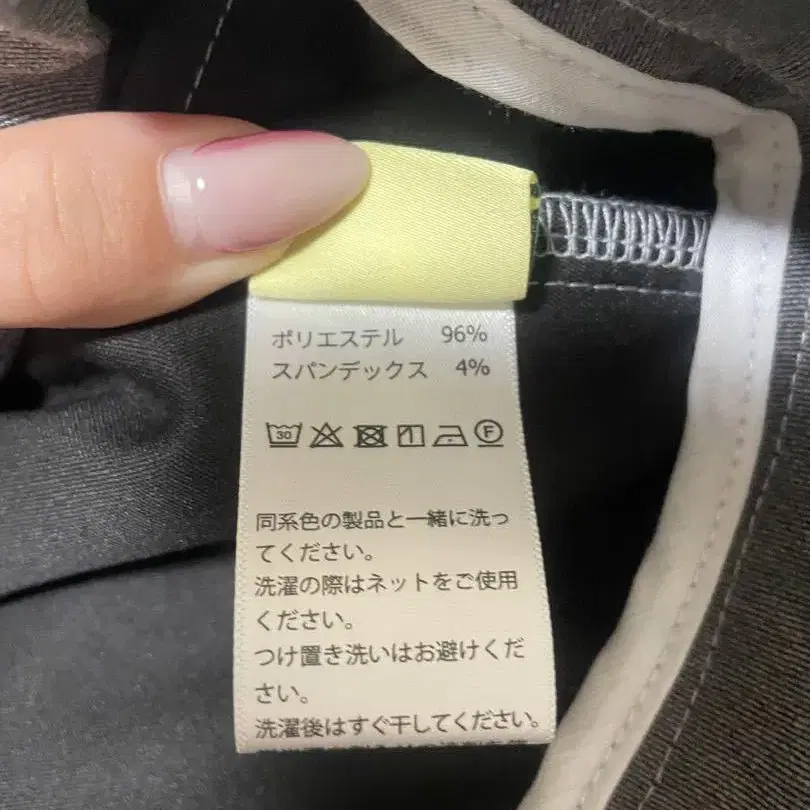 ポリエステル 96%
スパンデックス 4%
30 F
同系色の製品と一緒に洗っ
てください。
洗濯の際はネットをご使用
ください。
つけ置き洗いはお避けくだ
さい。
洗濯後はすぐ干してください。